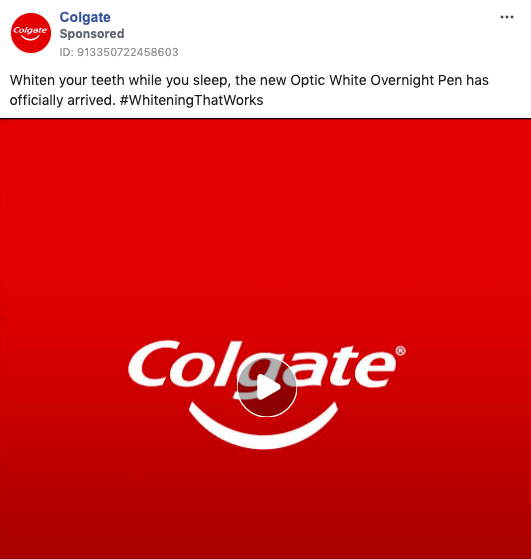 Colgate
Colgate
Sponsored
ID: 913350722458603
Whiten your teeth while you sleep, the new Optic White Overnight Pen has
officially arrived. #WhiteningThatWorks
Colgate®